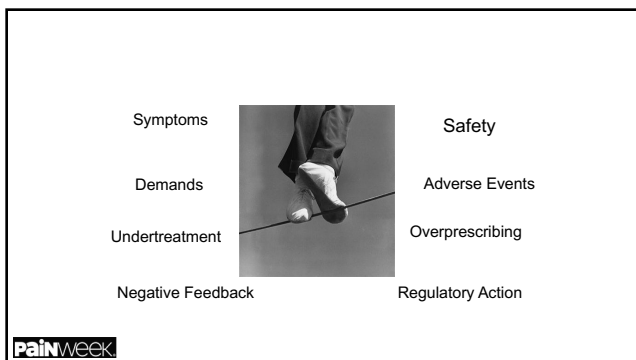 Symptoms
Safety
Demands
Adverse Events
Undertreatment
Overprescribing
Negative Feedback
Regulatory Action
PaiNWEEK.